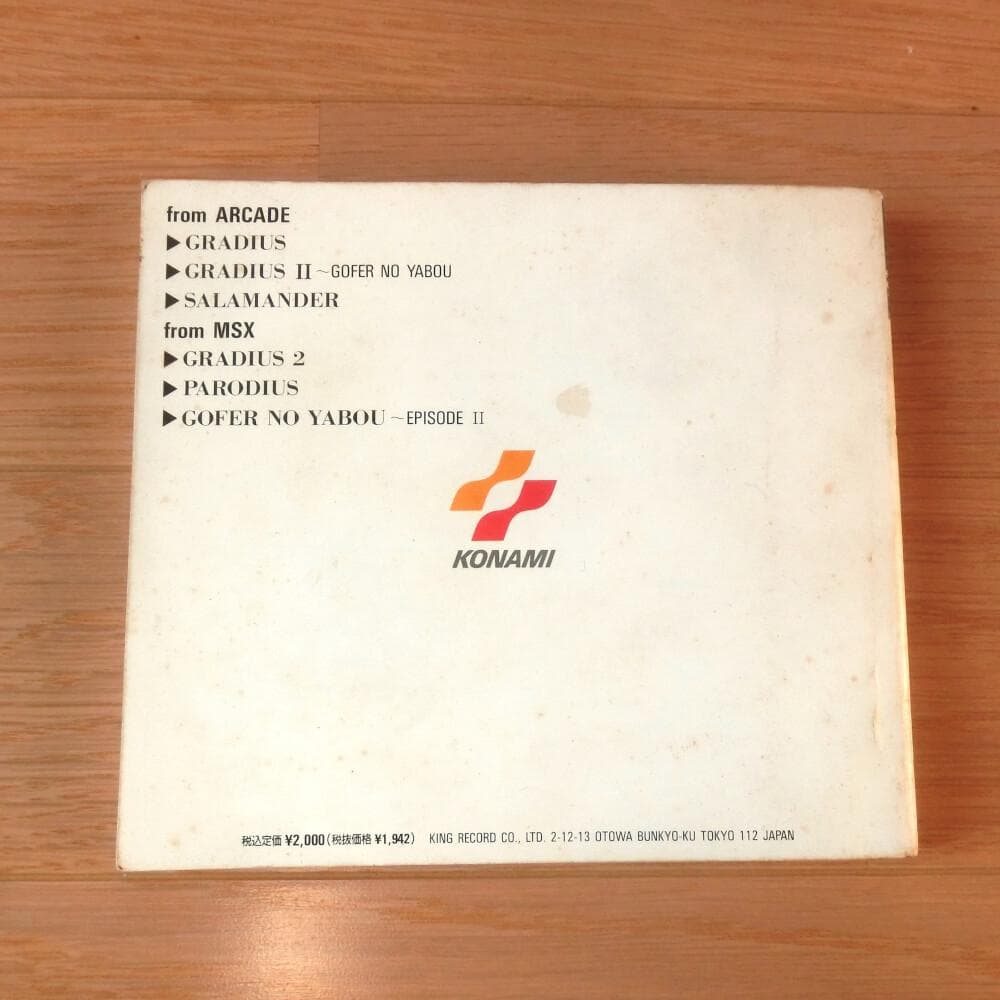 from ARCADE
▶GRADIUS
▶GRADIUS II～GOFER NO YABOU
▶SALAMANDER
from MSX
▶GRADIUS 2
▶PARODIUS
▶GOFER NO YABOU～EPISODE II
KONAMI
税込定価 ¥2,000(税抜価格 ¥1,942) KING RECORD CO., LTD. 2-12-13 OTOWA BUNKYO-KU TOKYO 112 JAPAN